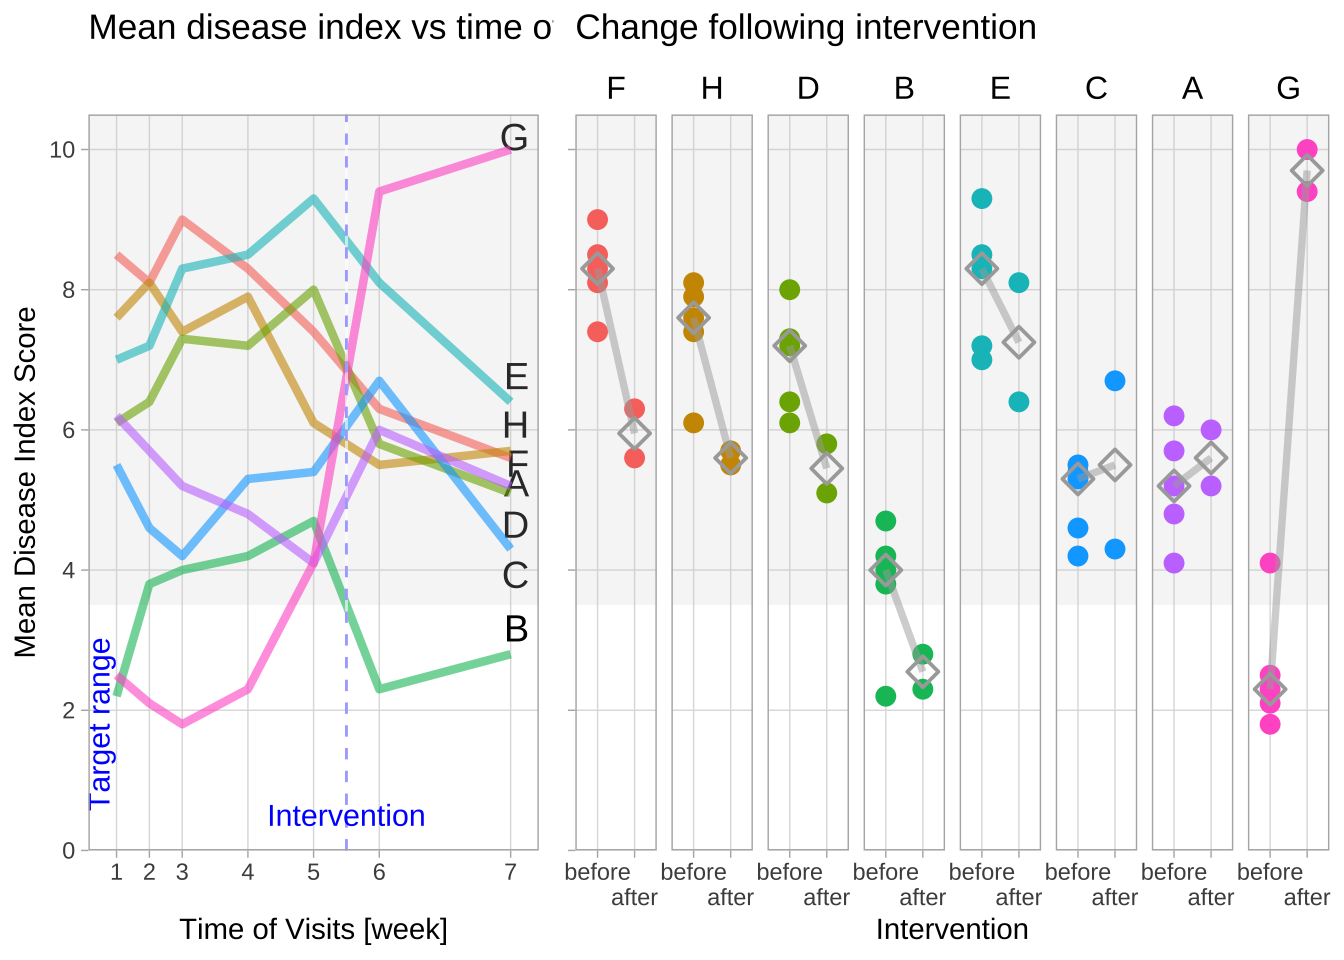 Mean disease index vs time o
Change following intervention
F H D B E C A G
10
8
6
4
2
0
Mean Disease Index Score
G
E
H
F
A
D
C
B
Target range
Intervention
1 2 3 4 5 6 7
before before before before before before before before
after after after after after after after after
Time of Visits [week]
Intervention